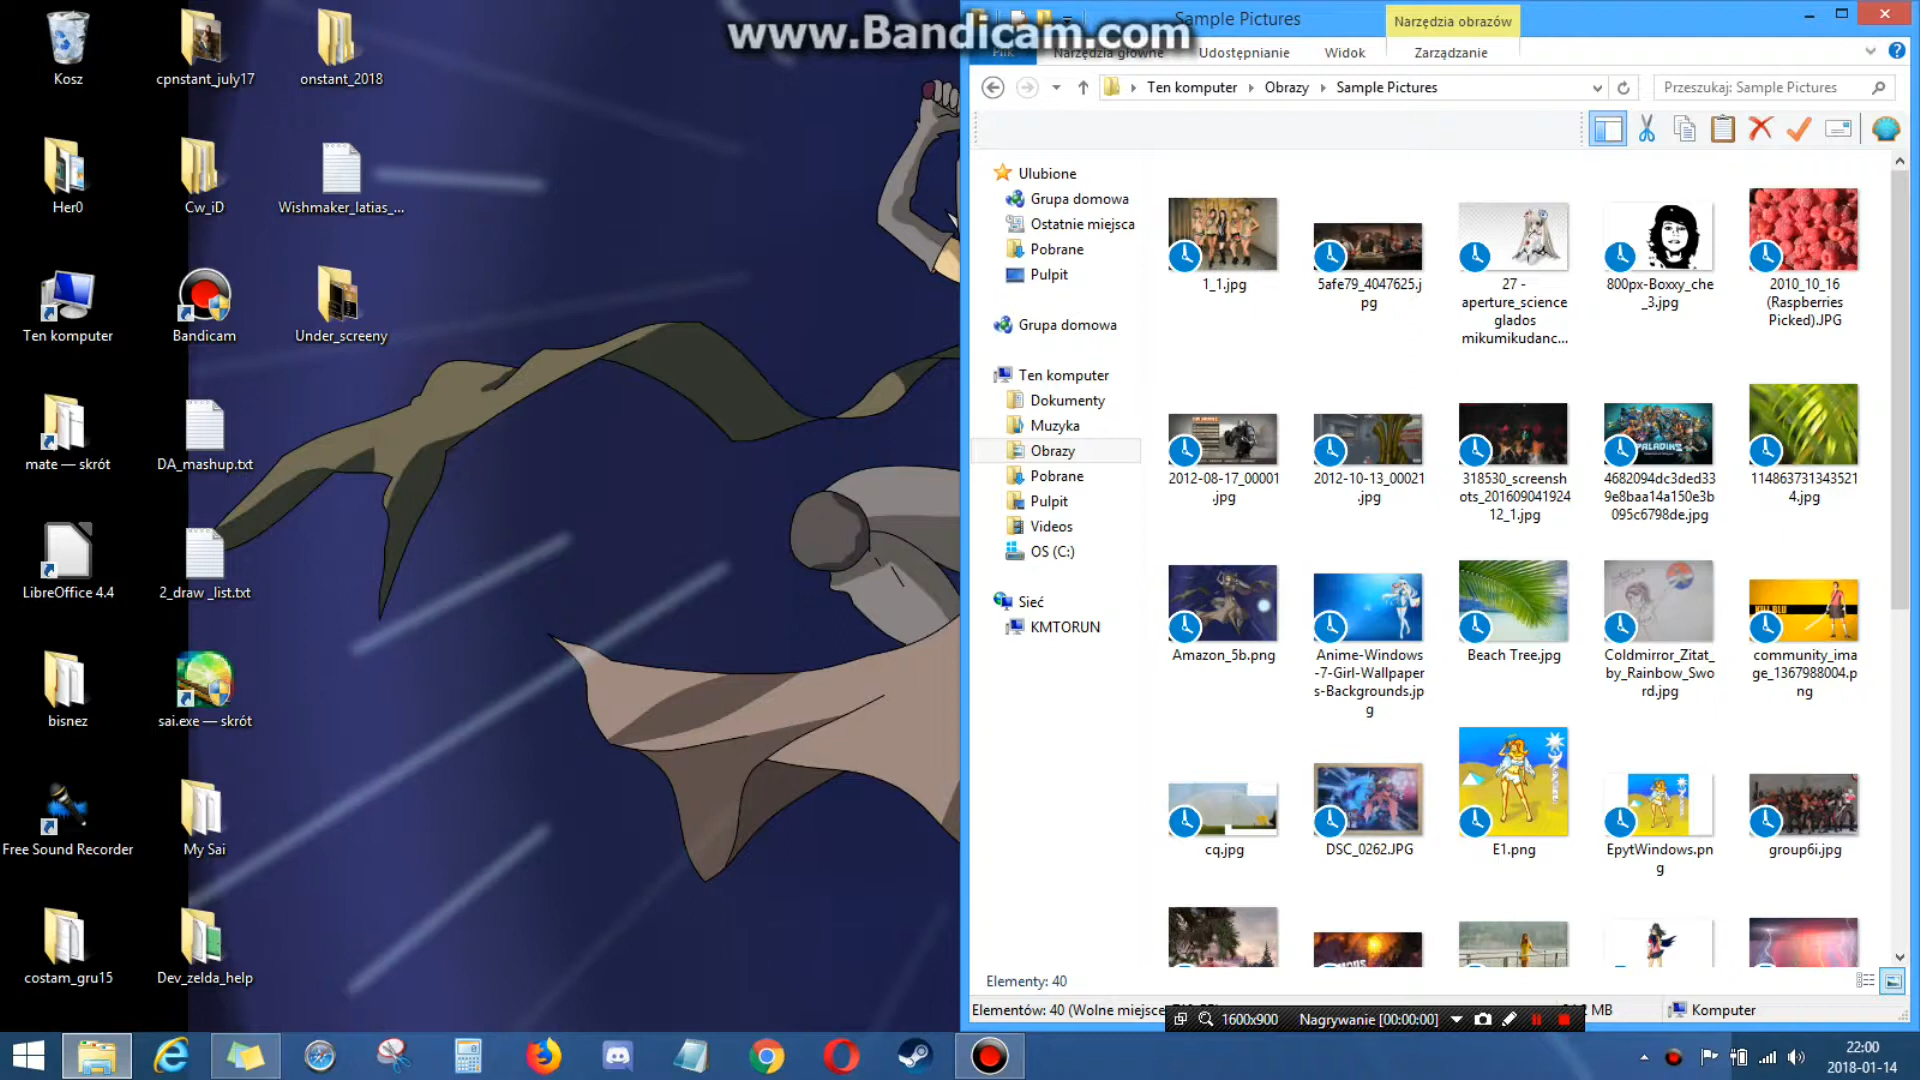 Kosz
cpnstant_july17
onstant_2018
Her0
Cw_iD
Wishmaker_latias_...
Ten komputer
Bandicam
Under_screeny
mate — skrót
DA_mashup.txt
LibreOffice 4.4
2_draw _list.txt
bisnez
sai.exe — skrót
Free Sound Recorder
My Sai
costam_gru15
Dev_zelda_help
www.Bandicam.com
Sample Pictures
Narzędzia obrazów
Narzędzia główne
Udostępnianie
Widok
Zarządzanie
Ten komputer
Obrazy
Sample Pictures
Przeszukaj: Sample Pictures
Ulubione
Grupa domowa
Ostatnie miejsca
Pobrane
Pulpit
Grupa domowa
Ten komputer
Dokumenty
Muzyka
Obrazy
Pobrane
Pulpit
Videos
OS (C:)
Sieć
KMTORUN
1_1.jpg
5afe79_4047625.j
pg
27 -
aperture_science
glados
mikumikudanc...
800px-Boxxy_che
_3.jpg
2010_10_16
(Raspberries
Picked).JPG
2012-08-17_00001
.jpg
2012-10-13_00021
.jpg
318530_screensh
ots_201609041924
12_1.jpg
PALADINS
4682094dc3ded33
9e8baa14a150e3b
095c6798de.jpg
114863731343521
4.jpg
Amazon_5b.png
Anime-Windows
-7-Girl-Wallpaper
s-Backgrounds.jp
g
Beach Tree.jpg
Coldmirror_Zitat_
by_Rainbow_Swo
rd.jpg
KILL BLU
community_ima
ge_1367988004.p
ng
cq.jpg
DSC_0262.JPG
E1.png
EpytWindows.pn
g
group6i.jpg
Elementy: 40
Elementów: 40 (Wolne miejsce
MB
Komputer
1600x900
Nagrywanie [00:00:00]
22:00
2018-01-14